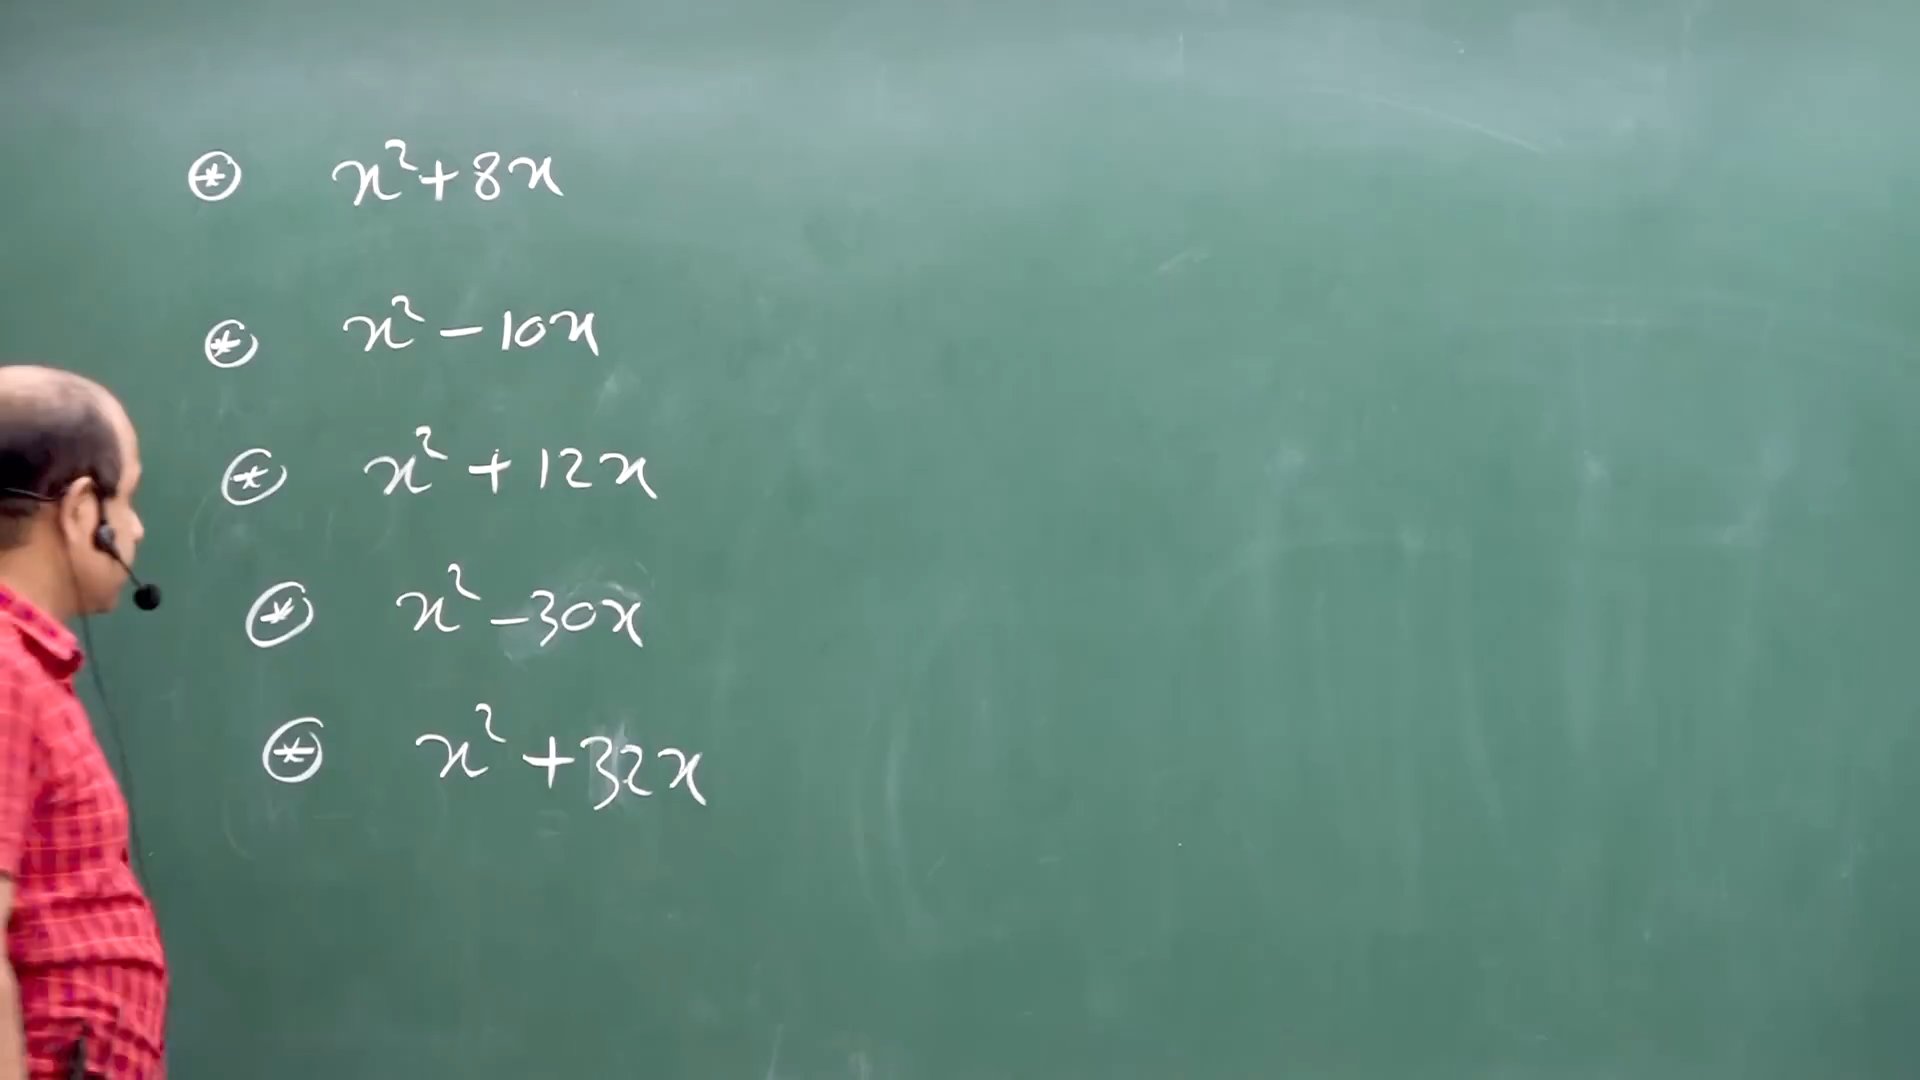 ⊛ x²+8x
⊛ x²-10x
⊛ x²+12x
⊛ x²-30x
⊛ x²+32x